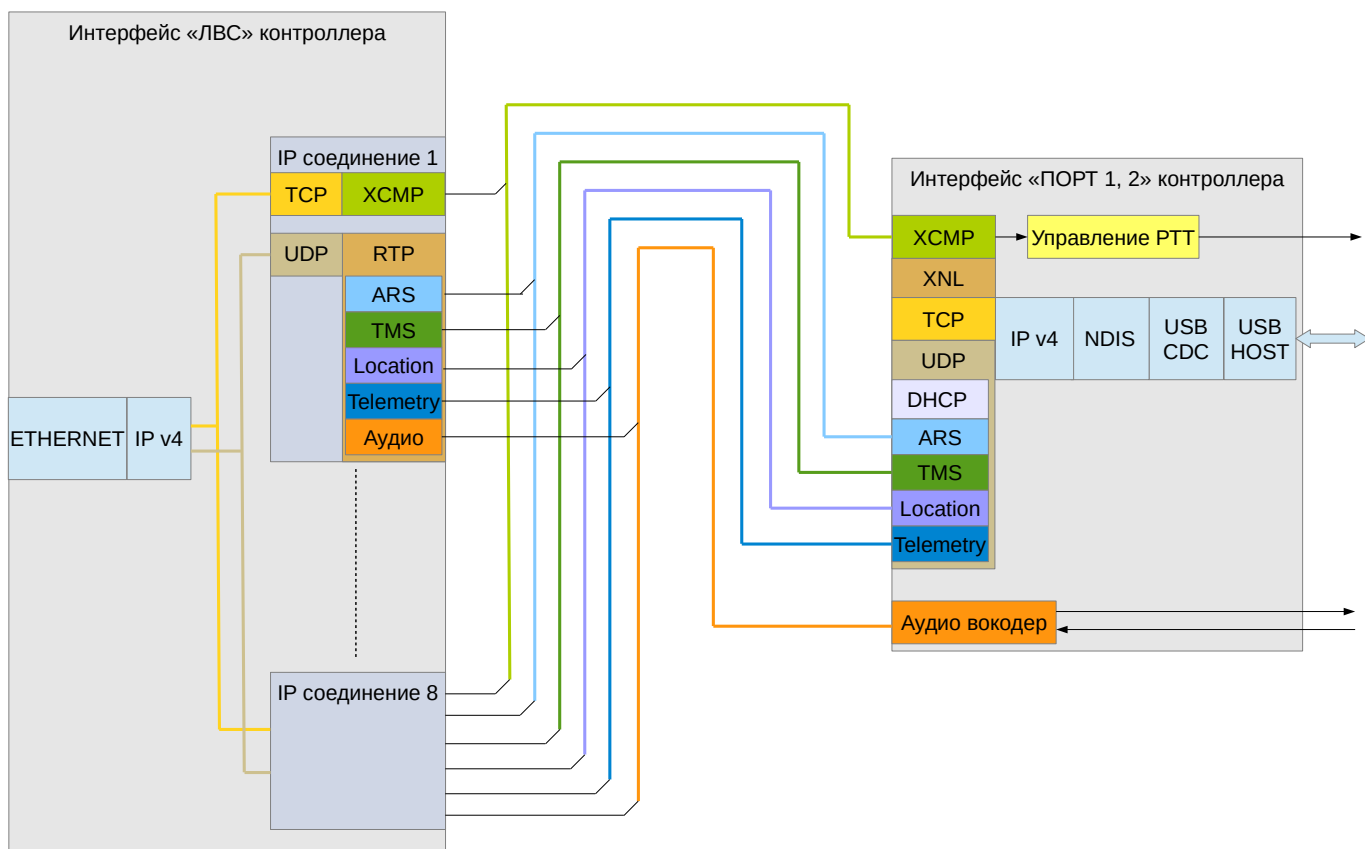 Интерфейс «ЛВС» контроллера
IP соединение 1
TCP
XCMP
UDP
RTP
ARS
TMS
Location
Telemetry
Аудио
ETHERNET
IP v4
IP соединение 8
Интерфейс «ПОРТ 1, 2» контроллера
XCMP
Управление PTT
XNL
TCP
UDP
IP v4
NDIS
USB
CDC
USB
HOST
DHCP
ARS
TMS
Location
Telemetry
Аудио вокодер